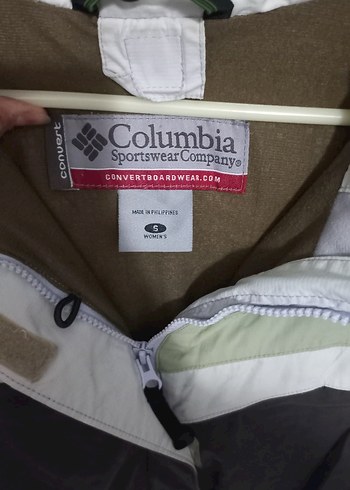 convert
Columbia
Sportswear Company®
CONVERTBOARDWEAR.COM
MADE IN PHILIPPINES
S
WOMEN'S